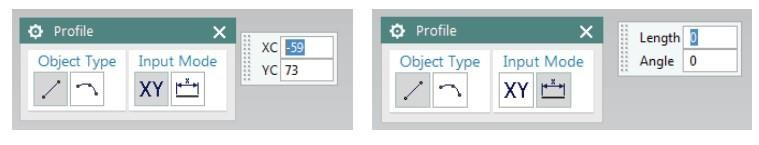 Profile
Object Type Input Mode
XY
XC -59
YC 73
Profile
Object Type Input Mode
XY
Length 0
Angle 0